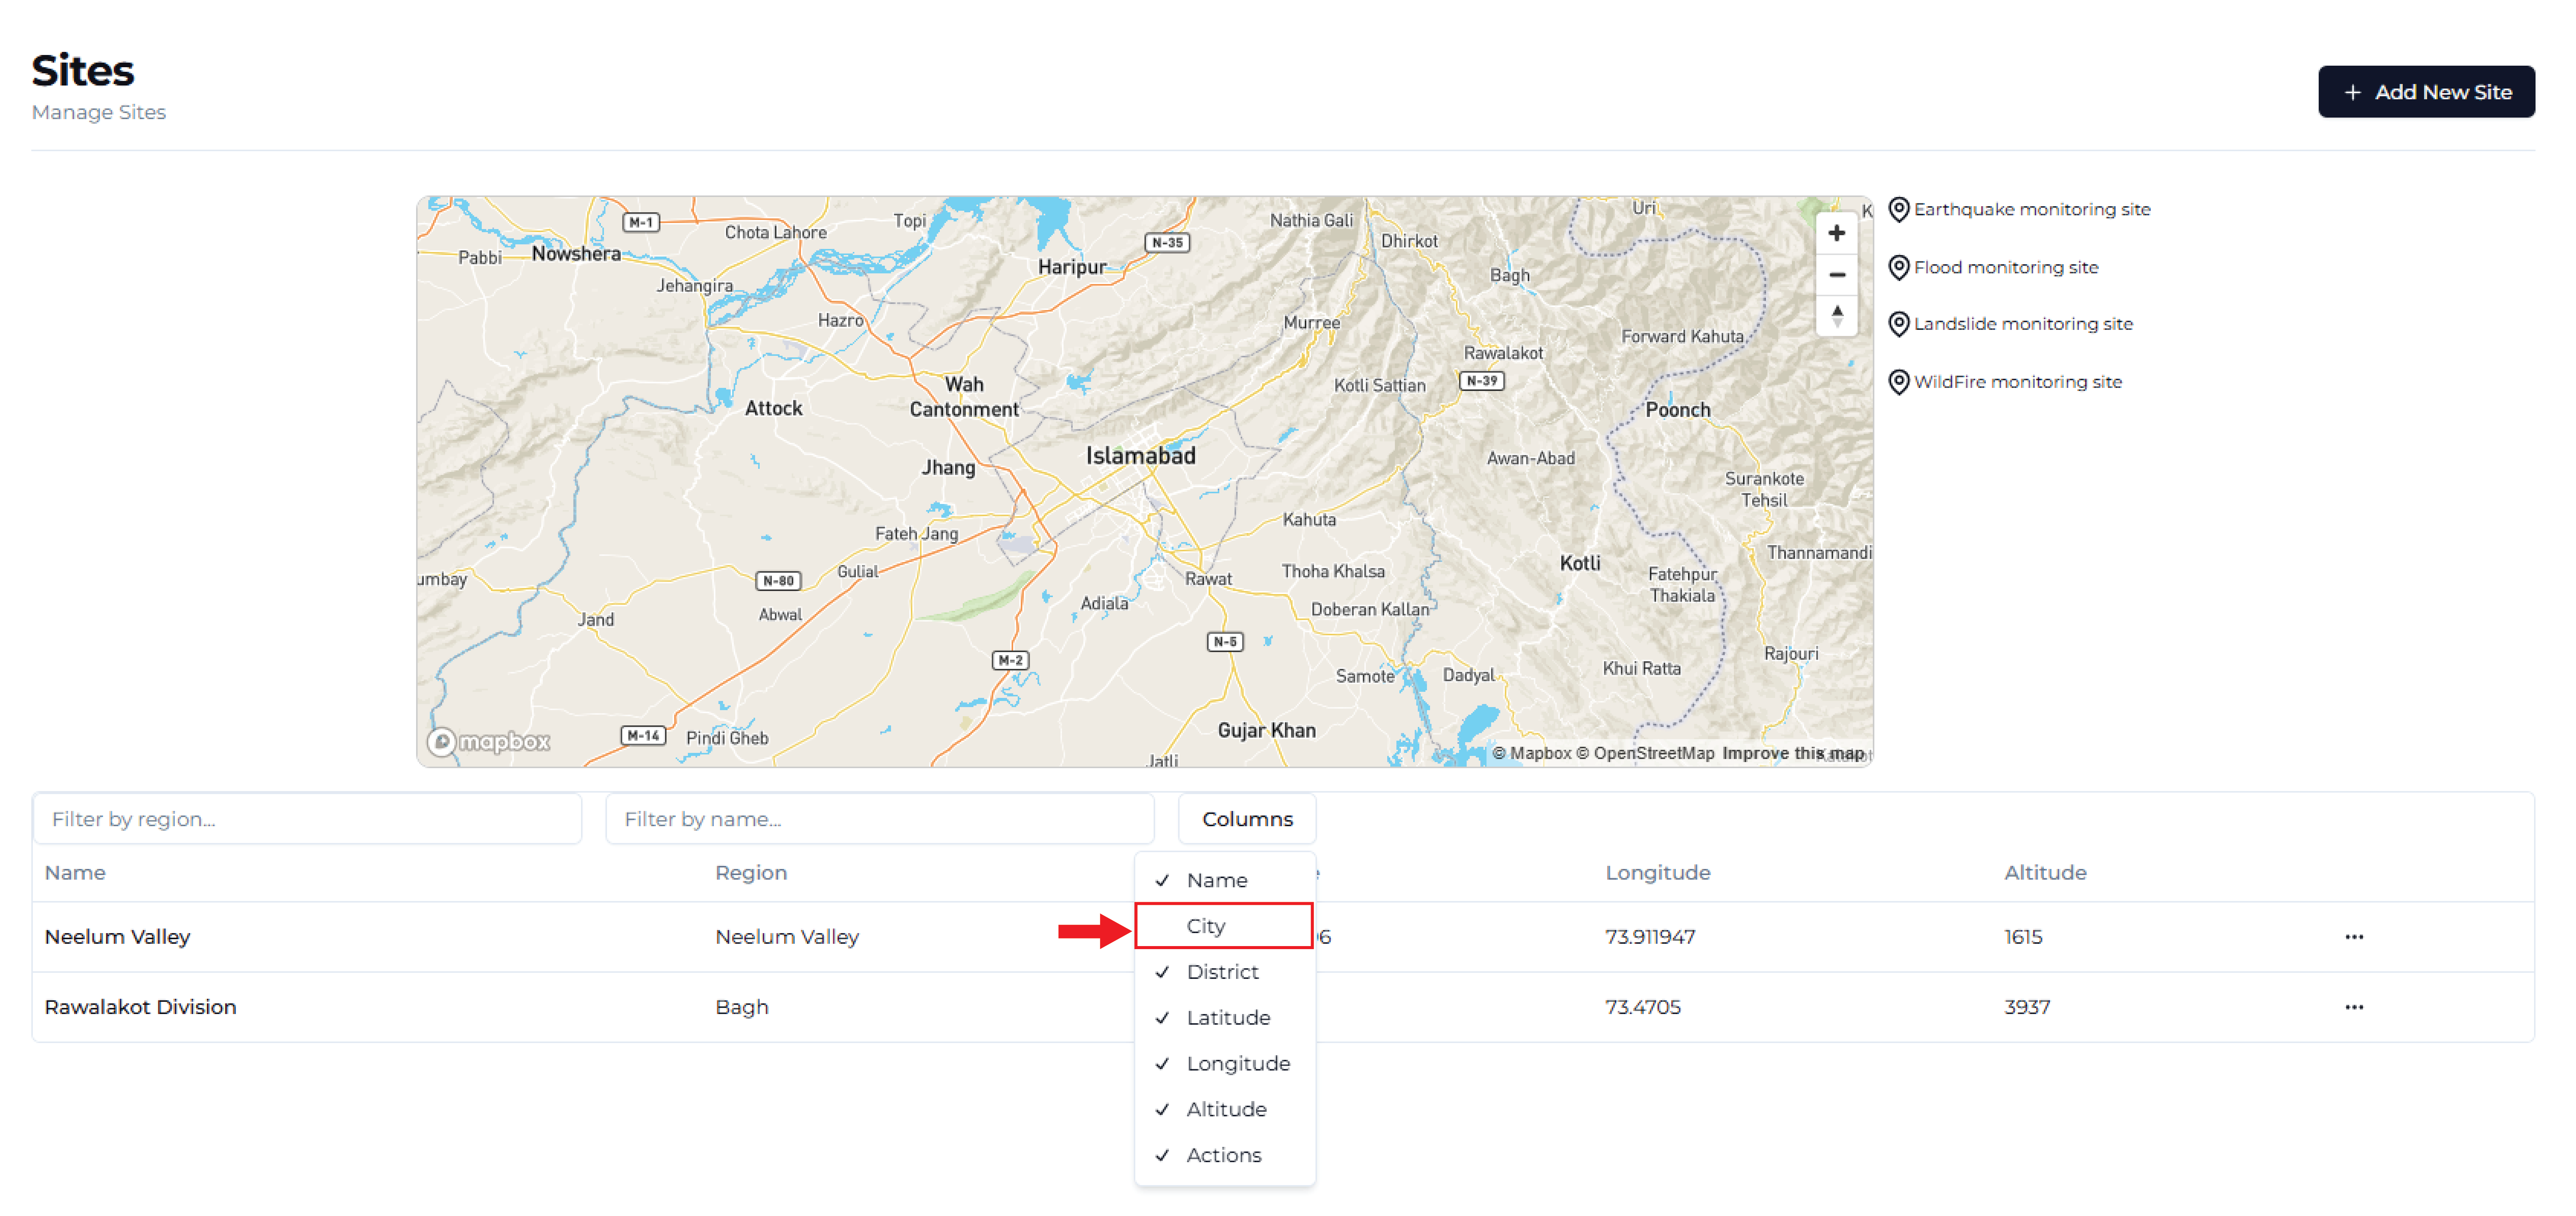 Sites
Manage Sites
+ Add New Site
M-1
Chota Lahore
Topi
N-35
Nathia Gali
Dhirkot
Uri
K
Pabbi
Nowshera
Jehangira
Haripur
Bagh
Hazro
Murree
Rawalakot
Forward Kahuta
Wah
Cantonment
Kotli Sattian
N-39
Attock
Poonch
Islamabad
Jhang
Awan-Abad
Surankote
Tehsil
Fateh Jang
Kahuta
Thannamandi
umbay
N-80
Gulial
Rawat
Thoha Khalsa
Kotli
Fatehpur
Thakiala
Jand
Abwal
Adiala
Doberan Kallan
N-5
M-2
Samote
Dadyal
Khui Ratta
Rajouri
M-14
Pindi Gheb
Gujar Khan
Jatli
mapbox
© Mapbox © OpenStreetMap Improve this map
Earthquake monitoring site
Flood monitoring site
Landslide monitoring site
WildFire monitoring site
Filter by region...
Filter by name...
Columns
Name
Region
Longitude
Altitude
Neelum Valley
Neelum Valley
6
73.911947
1615
...
Rawalakot Division
Bagh
73.4705
3937
...
Name
City
District
Latitude
Longitude
Altitude
Actions